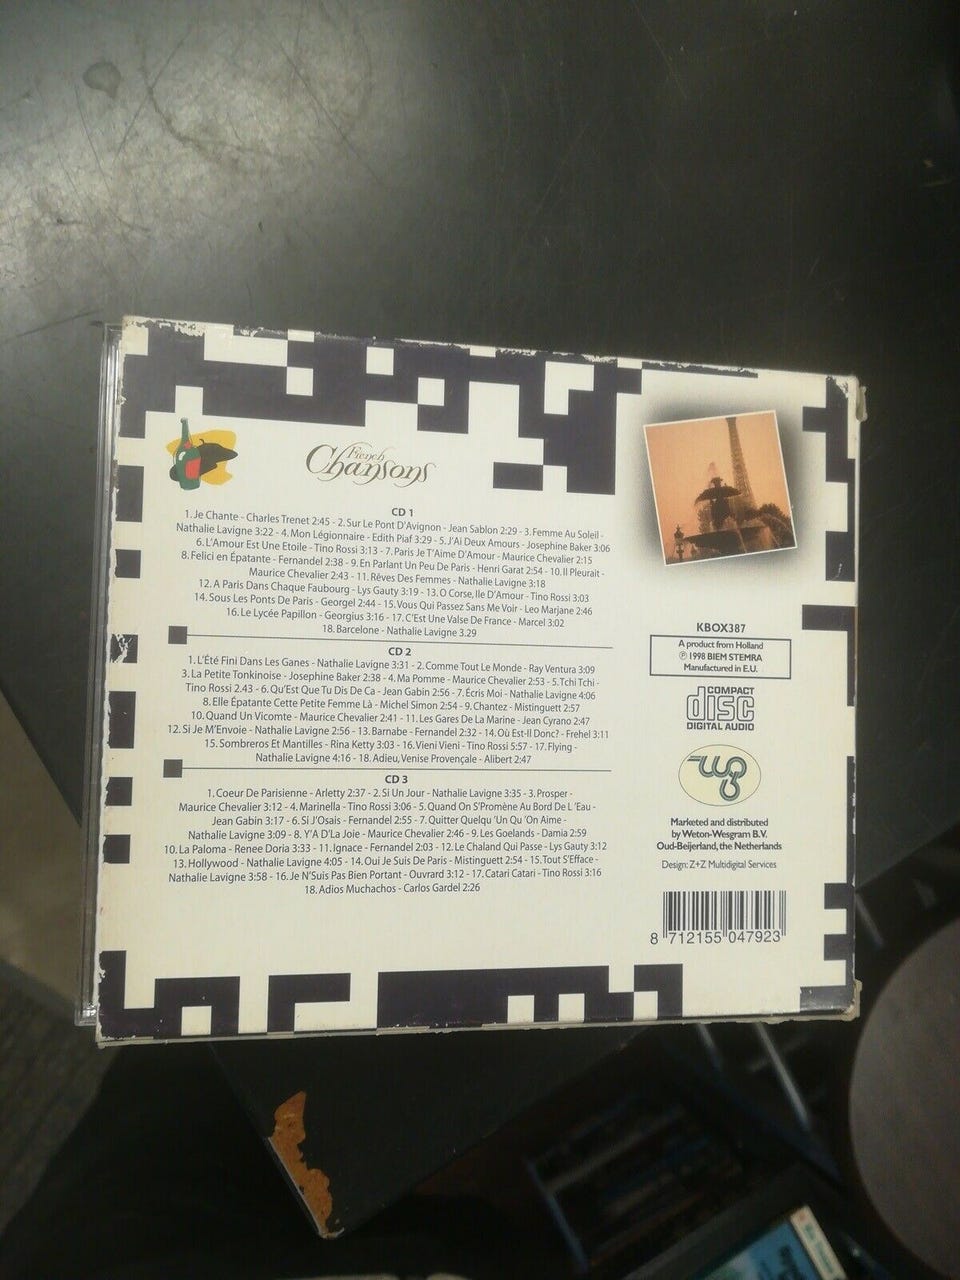 French
Chansons
CD 1
1. Je Chante - Charles Trenet 2:45 - 2. Sur Le Pont D'Avignon - Jean Sablon 2:29 - 3. Femme Au Soleil -
Nathalie Lavigne 3:22 - 4. Mon Légionnaire - Edith Piaf 3:29 - 5. J'Ai Deux Amours - Josephine Baker 3:06
6. L'Amour Est Une Etoile - Tino Rossi 3:13 - 7. Paris Je T'Aime D'Amour - Maurice Chevalier 2:15
8. Felici en Épatante - Fernandel 2:38 - 9. En Parlant Un Peu De Paris - Henri Garat 2:54 - 10. Il Pleurait -
Maurice Chevalier 2:43 - 11. Rêves Des Femmes - Nathalie Lavigne 3:18
12. A Paris Dans Chaque Faubourg - Lys Gauty 3:19 - 13. O Corse, Ile D'Amour - Tino Rossi 3:03
14. Sous Les Ponts De Paris - Georgel 2:44 - 15. Vous Qui Passez Sans Me Voir - Leo Marjane 2:46
16. Le Lycée Papillon - Georgius 3:16 - 17. C'Est Une Valse De France - Marcel 3:02
18. Barcelone - Nathalie Lavigne 3.29
CD 2
1. L'Été Fini Dans Les Ganes - Nathalie Lavigne 3:31 - 2. Comme Tout Le Monde - Ray Ventura 3:09
3. La Petite Tonkinoise - Josephine Baker 2:38 - 4. Ma Pomme - Maurice Chevalier 2:53 - 5. Tchi Tchi -
Tino Rossi 2.43 - 6. Qu'Est Que Tu Dis De Ca - Jean Gabin 2:56 - 7. Écris Moi - Nathalie Lavigne 4:06
8. Elle Épatante Cette Petite Femme Là - Michel Simon 2:54 - 9. Chantez - Mistinguett 2:57
10. Quand Un Vicomte - Maurice Chevalier 2:41 - 11. Les Gares De La Marine - Jean Cyrano 2:47
12. Si Je M'Envoie - Nathalie Lavigne 2:56 - 13. Barnabe - Fernandel 2:32 - 14. Où Est-Il Donc? - Frehel 3:11
15. Sombreros Et Mantilles - Rina Ketty 3:03 - 16. Vieni Vieni - Tino Rossi 5:57 - 17. Flying -
Nathalie Lavigne 4:16 - 18. Adieu, Venise Provençale - Alibert 2:47
CD 3
1. Coeur De Parisienne - Arletty 2:37 - 2. Si Un Jour - Nathalie Lavigne 3:35 - 3. Prosper -
Maurice Chevalier 3:12 - 4. Marinella - Tino Rossi 3:06 - 5. Quand On S'Promène Au Bord De L'Eau -
Jean Gabin 3:17 - 6. Si J'Osais - Fernandel 2:55 - 7. Quitter Quelqu 'Un Qu 'On Aime -
Nathalie Lavigne 3:09 - 8. Y'A D'La Joie - Maurice Chevalier 2:46 - 9. Les Goelands - Damia 2:59
10. La Paloma - Renee Doria 3:33 - 11. Ignace - Fernandel 2:03 - 12. Le Chaland Qui Passe - Lys Gauty 3:12
13. Hollywood - Nathalie Lavigne 4:05 - 14. Oui Je Suis De Paris - Mistinguett 2:54 - 15. Tout S'Efface -
Nathalie Lavigne 3:58 - 16. Je N'Suis Pas Bien Portant - Ouvrard 3:12 - 17. Catari Catari - Tino Rossi 3:16
18. Adios Muchachos - Carlos Gardel 2:26
KBOX387
A product from Holland
℗ 1998 BIEM STEMRA
Manufactured in E.U.
COMPACT
disc
DIGITAL AUDIO
Marketed and distributed
by Weton-Wesgram B.V.
Oud-Beijerland, the Netherlands
Design: Z+Z Multidigital Services
8 712155 047923